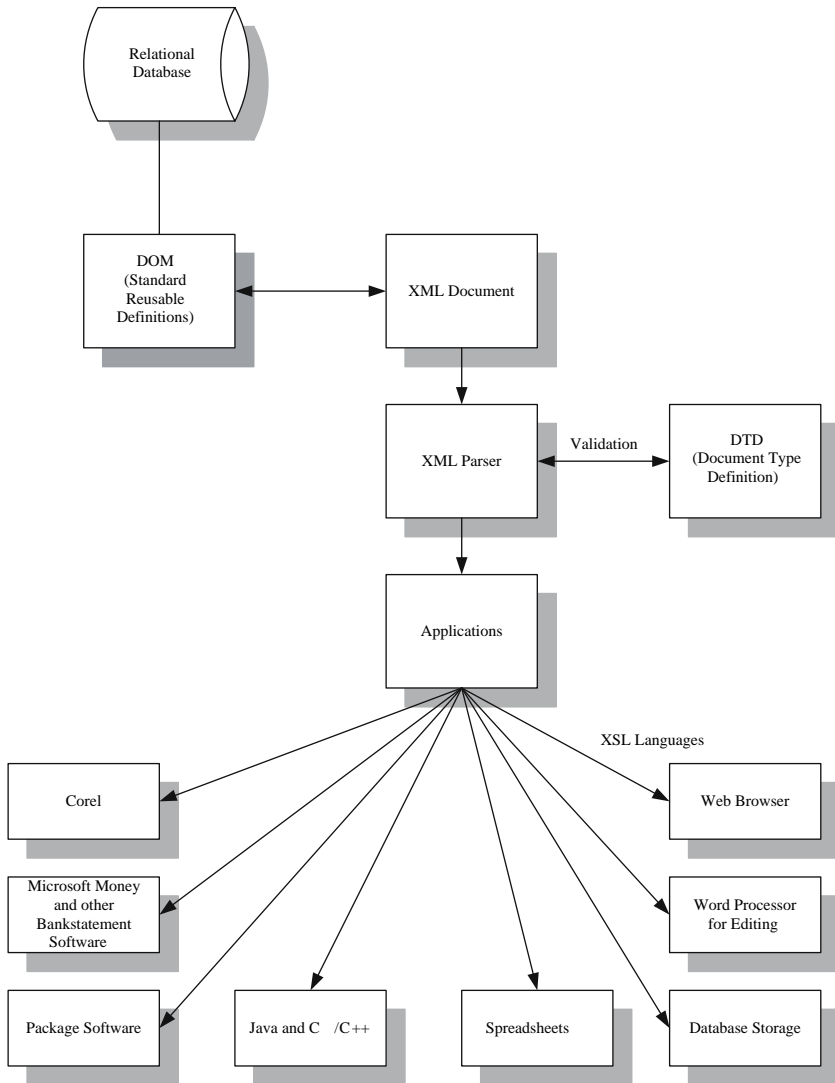 Relational
Database
DOM
(Standard
Reusable
Definitions)
XML Document
XML Parser
Validation
DTD
(Document Type
Definition)
Applications
XSL Languages
Corel
Web Browser
Microsoft Money
and other
Bankstatement
Software
Word Processor
for Editing
Package Software
Java and C /C++
Spreadsheets
Database Storage